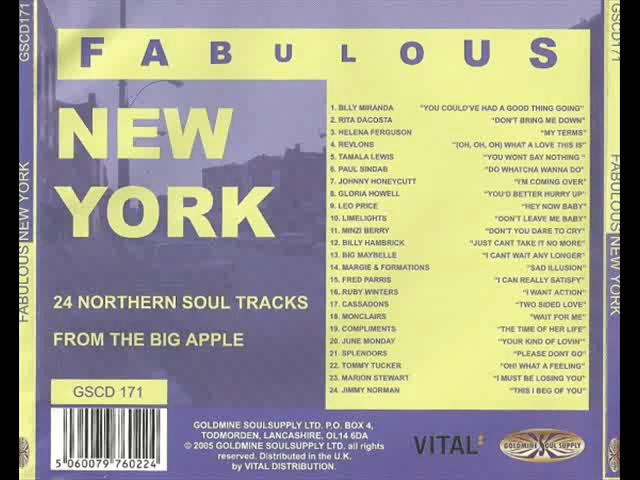 FABULOUS
NEW
YORK
24 NORTHERN SOUL TRACKS
FROM THE BIG APPLE
GSCD 171
1. BLLY MIRANDA "YOU COULD'VE HAD A GOOD THING GOING"
2. RITA DACOSTA "DON'T BRING ME DOWN"
3. HELENA FERGUSON "MY TERMS"
4. REVLONS "(OH, OH, OH) WHAT A LOVE THIS IS"
5. TAMALA LEWIS "YOU WONT SAY NOTHING "
6. PAUL SINDAB "DO WHATCHA WANNA DO"
7. JOHNNY HONEYCUTT "I'M COMING OVER"
8. GLORIA HOWELL "YOU'D BETTER HURRY UP"
9. LEO PRICE "HEY NOW BABY"
10. LIMELIGHTS "DON'T LEAVE ME BABY"
11. MINZI BERRY "DON'T YOU DARE TO CRY"
12. BILLY HAMBRICK "JUST CANT TAKE IT NO MORE"
13. BIG MAYBELLE "I CANT WAIT ANY LONGER"
14. MARGIE & FORMATIONS "SAD ILLUSION"
15. FRED PARRIS "I CAN REALLY SATISFY"
16. RUBY WINTERS "I WANT ACTION"
17. CASSADONS "TWO SIDED LOVE"
18. MONCLAIRS "WAIT FOR ME"
19. COMPLIMENTS "THE TIME OF HER LIFE"
20. JUNE MONDAY "YOUR KIND OF LOVIN'"
21. SPLENDORS "PLEASE DONT GO"
22. TOMMY TUCKER "OH! WHAT A FEELING"
23. MARION STEWART "I MUST BE LOSING YOU"
24. JIMMY NORMAN "THIS I BEG OF YOU"
5 060079 760224
GOLDMINE SOULSUPPLY LTD. P.O. BOX 4,
TODMORDEN, LANCASHIRE, OL14 6DA
© 2005 GOLDMINE SOULSUPPLY LTD. all rights
reserved. Distributed in the U.K.
by VITAL DISTRIBUTION.
VITAL:
GOLDMINE SOUL SUPPLY
GSCD171
FABULOUS NEW YORK
GSCD171
FABULOUS NEW YORK